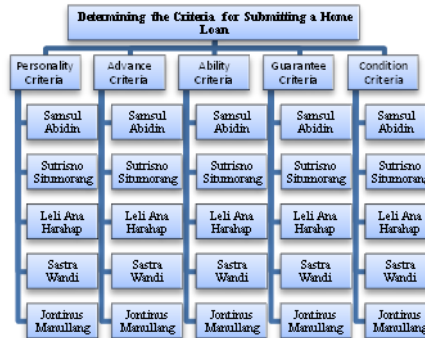 Determining the Criteria for Submitting a Home
Loan
Personality
Criteria
Advance
Criteria
Ability
Criteria
Guarantee
Criteria
Condition
Criteria
Samsul
Abidin
Samsul
Abidin
Samsul
Abidin
Samsul
Abidin
Samsul
Abidin
Sutrisno
Situmorang
Sutrisno
Situmorang
Sutrisno
Situmorang
Sutrisno
Situmorang
Sutrisno
Situmorang
Leli Ana
Harahap
Leli Ana
Harahap
Leli Ana
Harahap
Leli Ana
Harahap
Leli Ana
Harahap
Sastra
Wandi
Sastra
Wandi
Sastra
Wandi
Sastra
Wandi
Sastra
Wandi
Jontinus
Manullang
Jontinus
Manullang
Jontinus
Manullang
Jontinus
Manullang
Jontinus
Manullang